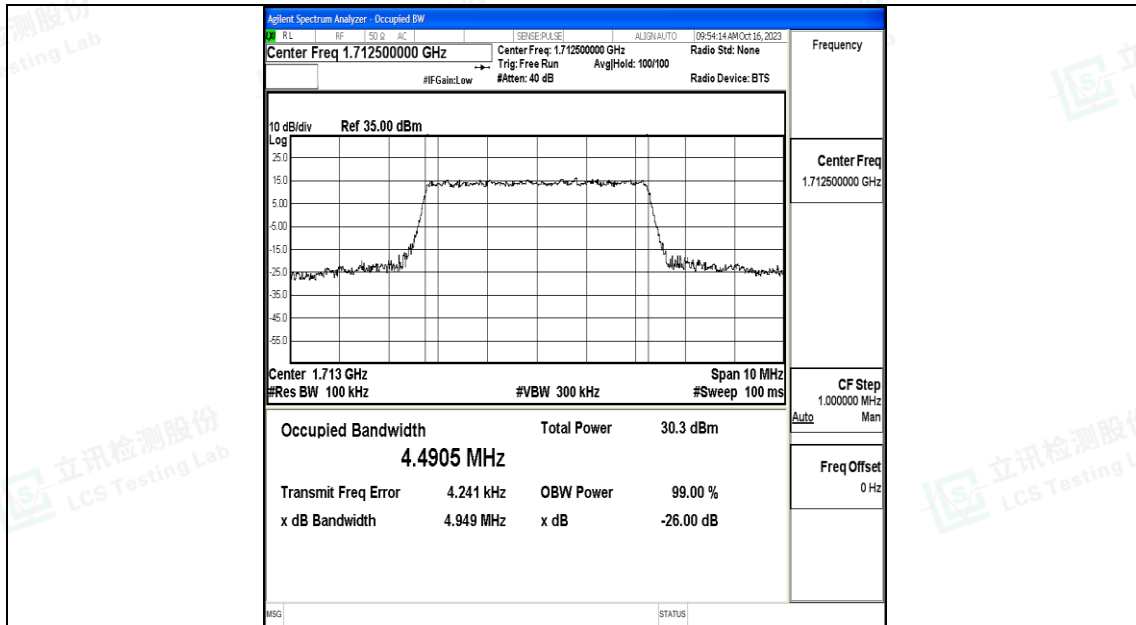 Agilent Spectrum Analyzer - Occupied BW
LXI RL RF 50 Ω AC SENSE:PULSE ALIGN AUTO 09:54:14 AM Oct 16, 2023
Center Freq 1.712500000 GHz
Center Freq: 1.712500000 GHz Radio Std: None
Trig: Free Run Avg|Hold: 100/100
#IFGain:Low #Atten: 40 dB Radio Device: BTS
Frequency
10 dB/div Ref 35.00 dBm
Log
25.0
15.0
5.00
-5.00
-15.0
-25.0
-35.0
-45.0
-55.0
Center 1.713 GHz Span 10 MHz
#Res BW 100 kHz #VBW 300 kHz #Sweep 100 ms
Center Freq
1.712500000 GHz
CF Step
1.000000 MHz
Auto Man
Freq Offset
0 Hz
Occupied Bandwidth Total Power 30.3 dBm
4.4905 MHz
Transmit Freq Error 4.241 kHz OBW Power 99.00 %
x dB Bandwidth 4.949 MHz x dB -26.00 dB
MSG STATUS
立讯检测股份
LCS Testing Lab
立讯检测股份
LCS Testing L